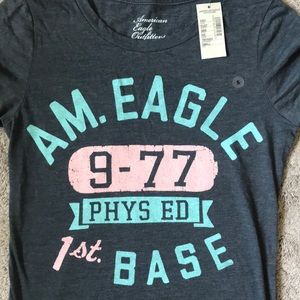 American
Eagle
Outfitters
AM. EAGLE
9-77
PHYS ED
1st.
BASE